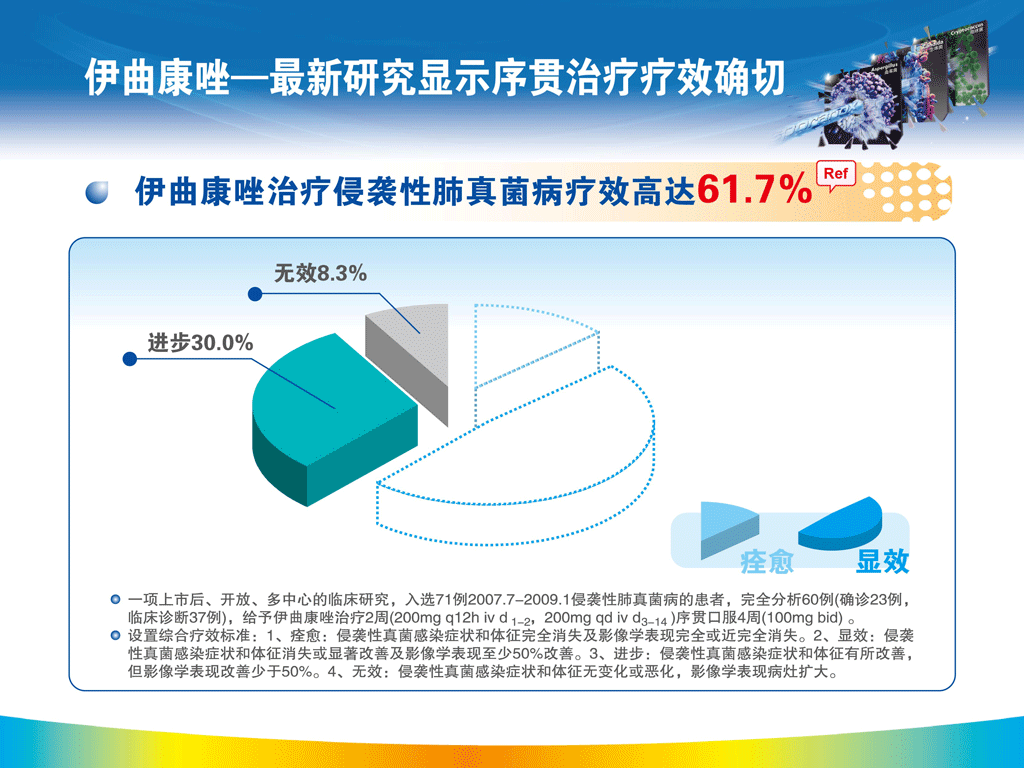 伊曲康唑—最新研究显示序贯治疗疗效确切
Aspergillus
Cryptococcus
伊曲康唑治疗侵袭性肺真菌病疗效高达61.7%
Ref
无效8.3%
进步30.0%
痊愈
显效
一项上市后、开放、多中心的临床研究，入选71例2007.7–2009.1侵袭性肺真菌病的患者，完全分析60例(确诊23例，
临床诊断37例)，给予伊曲康唑治疗2周(200mg q12h iv d 1–2，200mg qd iv d3–14 )序贯口服4周(100mg bid) 。
设置综合疗效标准：1、痊愈：侵袭性真菌感染症状和体征完全消失及影像学表现完全或近完全消失。2、显效：侵袭
性真菌感染症状和体征消失或显著改善及影像学表现至少50%改善。3、进步：侵袭性真菌感染症状和体征有所改善，
但影像学表现改善少于50%。4、无效：侵袭性真菌感染症状和体征无变化或恶化，影像学表现病灶扩大。